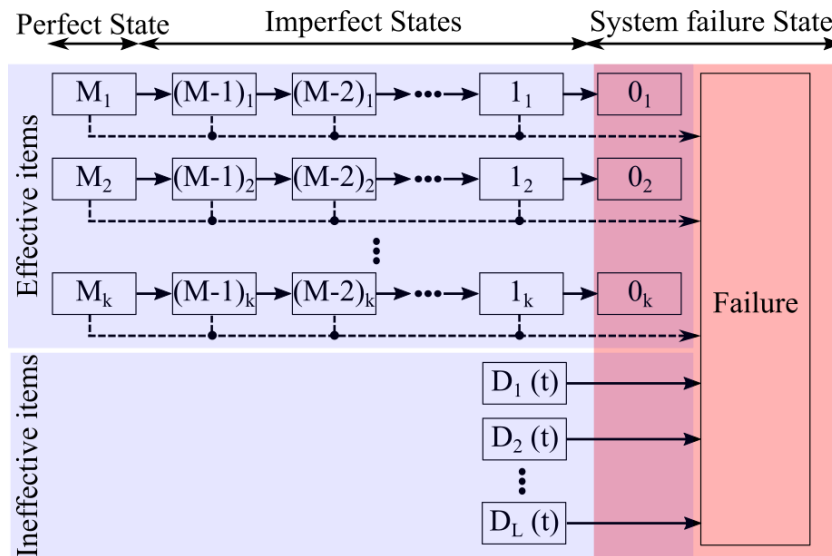 Perfect State Imperfect States System failure State
Effective items
M₁ (M-1)₁ (M-2)₁ ••• 1₁ 0₁
M₂ (M-1)₂ (M-2)₂ ••• 1₂ 0₂
Mₖ (M-1)ₖ (M-2)ₖ ••• 1ₖ 0ₖ
Failure
Ineffective items
D₁ (t)
D₂ (t)
D_L (t)